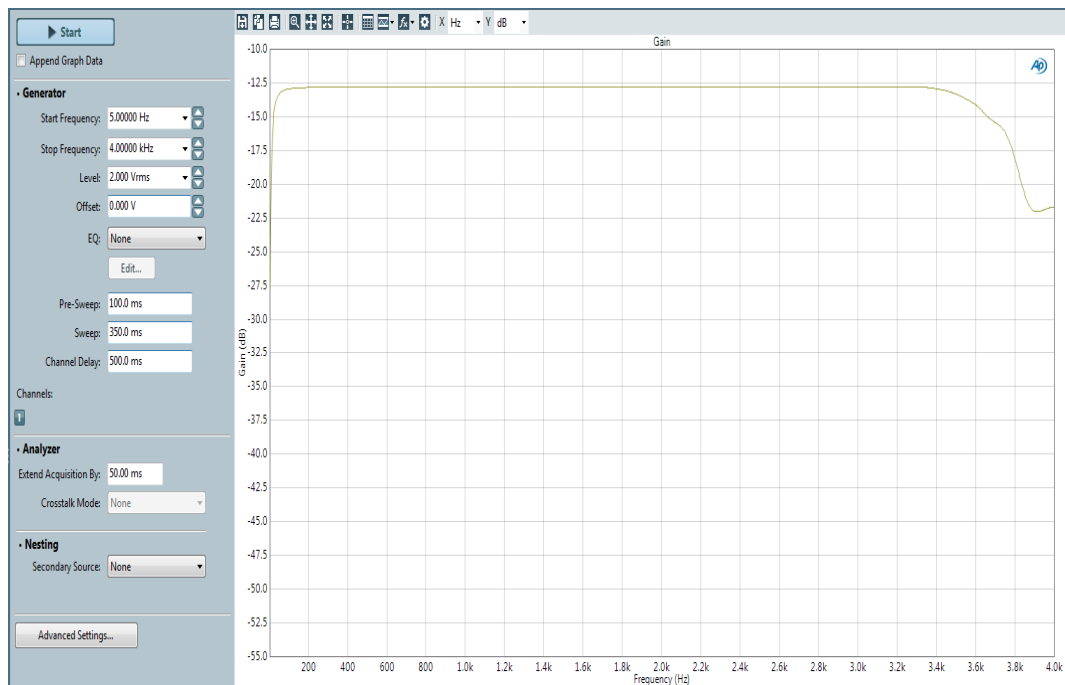 Start
X Hz Y dB
Append Graph Data
Generator
Start Frequency: 5.00000 Hz
Stop Frequency: 4.00000 kHz
Level: 2.000 Vrms
Offset: 0.000 V
EQ: None
Edit...
Pre-Sweep: 100.0 ms
Sweep: 350.0 ms
Channel Delay: 500.0 ms
Channels:
1
Analyzer
Extend Acquisition By: 50.00 ms
Crosstalk Mode: None
Nesting
Secondary Source: None
Advanced Settings...
Gain
AP
-10.0
-12.5
-15.0
-17.5
-20.0
-22.5
-25.0
-27.5
-30.0
-32.5
-35.0
-37.5
-40.0
-42.5
-45.0
-47.5
-50.0
-52.5
-55.0
Gain (dB)
200 400 600 800 1.0k 1.2k 1.4k 1.6k 1.8k 2.0k 2.2k 2.4k 2.6k 2.8k 3.0k 3.2k 3.4k 3.6k 3.8k 4.0k
Frequency (Hz)